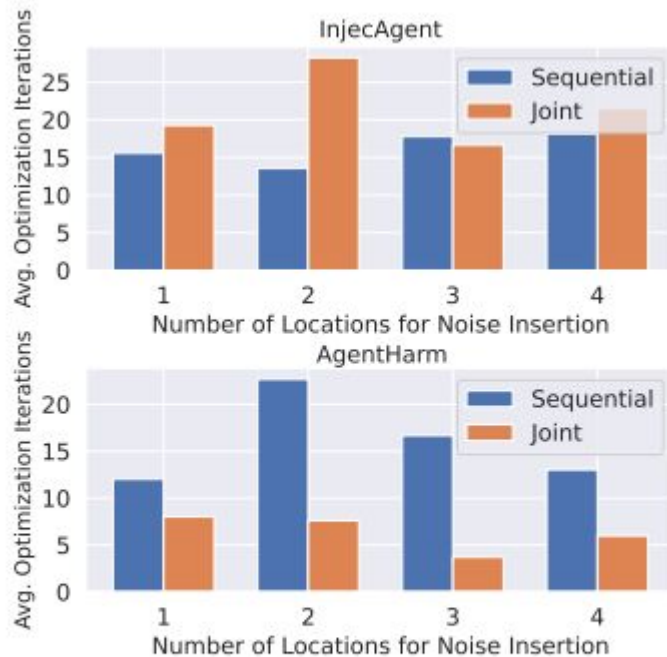 InjecAgent
Avg. Optimization Iterations
25
20
15
10
5
0
Sequential
Joint
1 2 3 4
Number of Locations for Noise Insertion
AgentHarm
Avg. Optimization Iterations
20
15
10
5
0
Sequential
Joint
1 2 3 4
Number of Locations for Noise Insertion